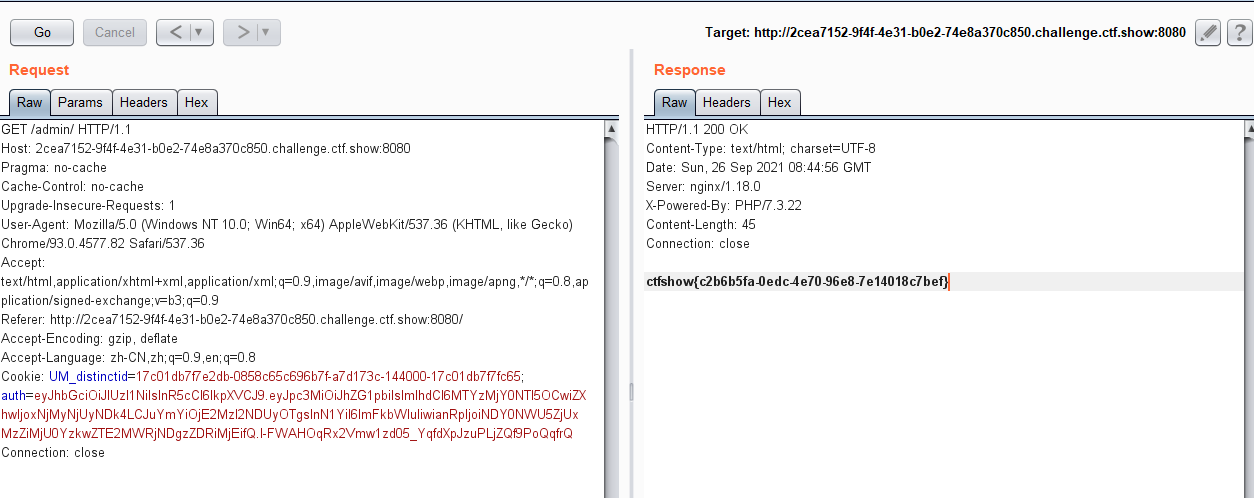 Go
Cancel
<
>
Target: http://2cea7152-9f4f-4e31-b0e2-74e8a370c850.challenge.ctf.show:8080
?
Request
Raw
Params
Headers
Hex
GET /admin/ HTTP/1.1
Host: 2cea7152-9f4f-4e31-b0e2-74e8a370c850.challenge.ctf.show:8080
Pragma: no-cache
Cache-Control: no-cache
Upgrade-Insecure-Requests: 1
User-Agent: Mozilla/5.0 (Windows NT 10.0; Win64; x64) AppleWebKit/537.36 (KHTML, like Gecko)
Chrome/93.0.4577.82 Safari/537.36
Accept:
text/html,application/xhtml+xml,application/xml;q=0.9,image/avif,image/webp,image/apng,*/*;q=0.8,ap
plication/signed-exchange;v=b3;q=0.9
Referer: http://2cea7152-9f4f-4e31-b0e2-74e8a370c850.challenge.ctf.show:8080/
Accept-Encoding: gzip, deflate
Accept-Language: zh-CN,zh;q=0.9,en;q=0.8
Cookie: UM_distinctid=17c01db7f7e2db-0858c65c696b7f-a7d173c-144000-17c01db7f7fc65;
auth=eyJhbGciOiJIUzI1NiIsInR5cCI6IkpXVCJ9.eyJpc3MiOiJhZG1pbiIsImlhdCI6MTYzMjY0NTI5OCwiZX
hwIjoxNjMyNjUyNDk4LCJuYmYiOjE2MzI2NDUyOTgsInN1YiI6ImFkbWluIiwianRpIjoiNDY0NWU5ZjUx
MzZiMjU0YzkwZTE2MWRjNDgzZDRiMjEifQ.l-FWAHOqRx2Vmw1zd05_YqfdXpJzuPLjZQf9PoQqfrQ
Connection: close
Response
Raw
Headers
Hex
HTTP/1.1 200 OK
Content-Type: text/html; charset=UTF-8
Date: Sun, 26 Sep 2021 08:44:56 GMT
Server: nginx/1.18.0
X-Powered-By: PHP/7.3.22
Content-Length: 45
Connection: close
ctfshow{c2b6b5fa-0edc-4e70-96e8-7e14018c7bef}